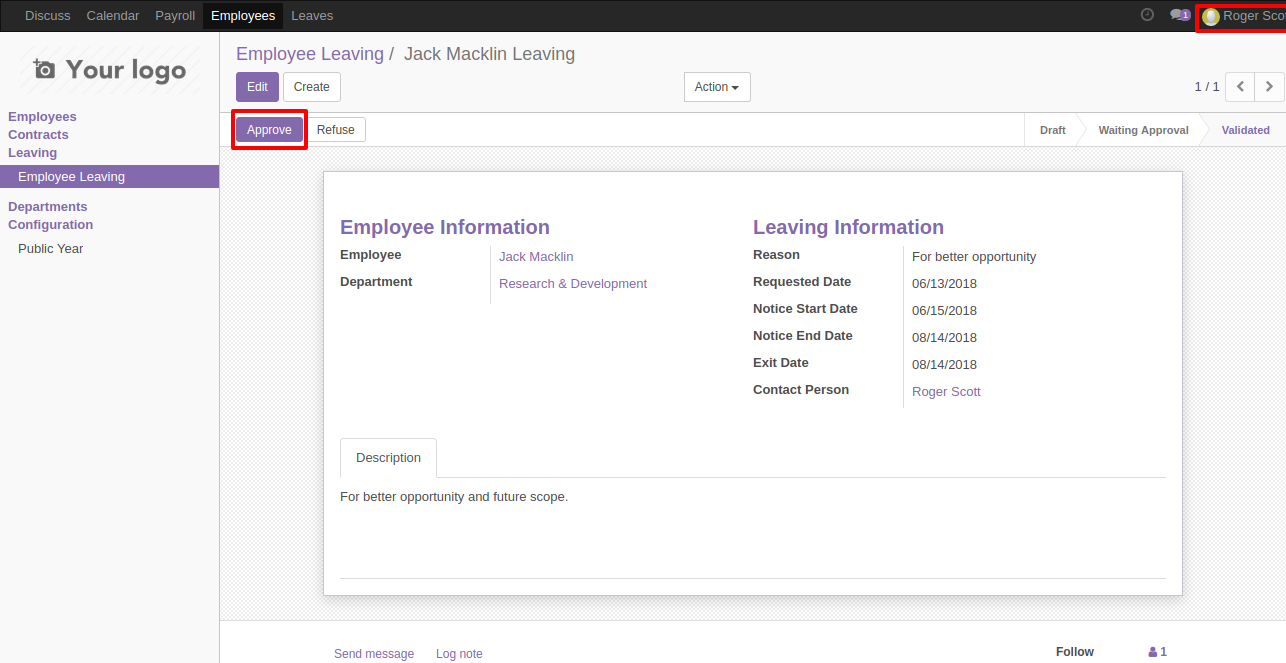 Discuss Calendar Payroll Employees Leaves 1 Roger Sco
Your logo
Employees
Contracts
Leaving
Employee Leaving
Departments
Configuration
Public Year
Employee Leaving / Jack Macklin Leaving
Edit Create Action 1 / 1
Approve Refuse Draft Waiting Approval Validated
Employee Information
Employee Jack Macklin
Department Research & Development
Leaving Information
Reason For better opportunity
Requested Date 06/13/2018
Notice Start Date 06/15/2018
Notice End Date 08/14/2018
Exit Date 08/14/2018
Contact Person Roger Scott
Description
For better opportunity and future scope.
Send message Log note Follow 1